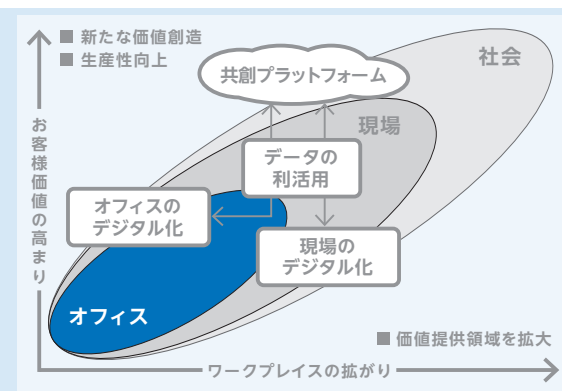 ■ 新たな価値創造
■ 生産性向上
社会
共創プラットフォーム
現場
お客様価値の高まり
データの
利活用
オフィスの
デジタル化
現場の
デジタル化
オフィス
■ 価値提供領域を拡大
ワークプレイスの拡がり